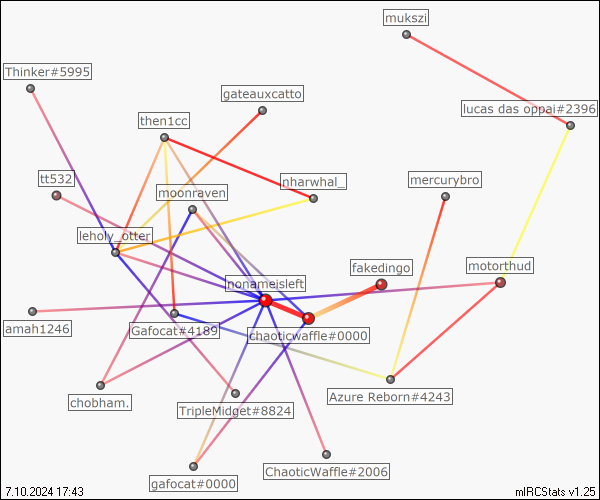 mukszi
Thinker#5995
gateauxcatto
lucas das oppai#2396
then1cc
tt532
nharwhal_
mercurybro
moonraven
leholy_otter
fakedingo
motorthud
nonameisleft
amah1246
Gafocat#4189
chaoticwaffle#0000
chobham.
TripleMidget#8824
Azure Reborn#4243
gafocat#0000
ChaoticWaffle#2006
7.10.2024 17:43
mIRCStats v1.25